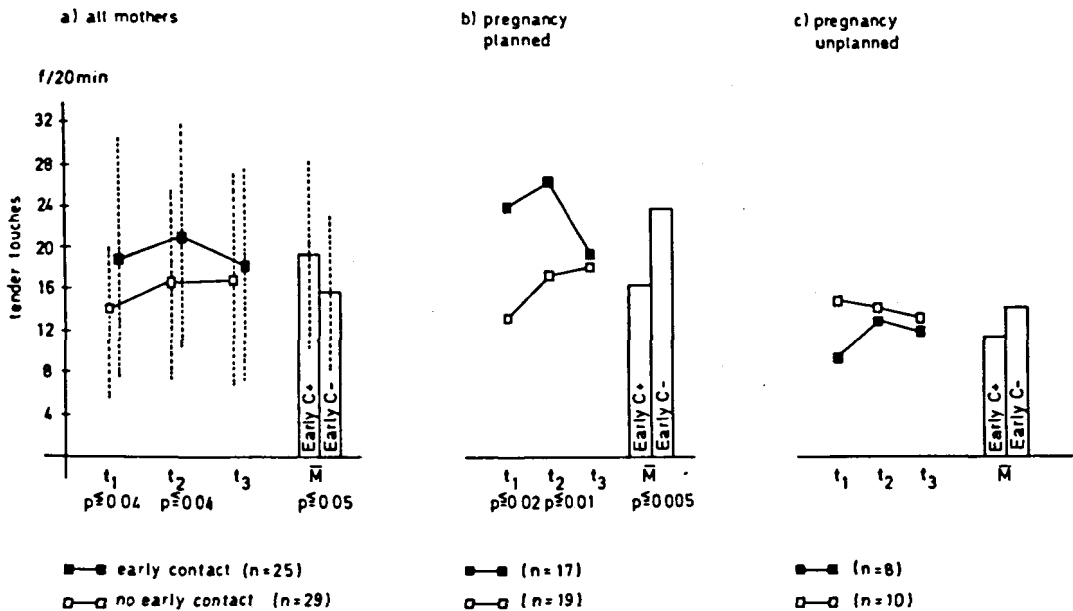 a) all mothers
b) pregnancy
planned
c) pregnancy
unplanned
f/20min
tender touches
32
28
24
20
16
12
8
4
Early C+
Early C-
Early C+
Early C-
Early C+
Early C-
t1 t2 t3 M̅
p≦0.04 p≦0.04 p≦0.05
t1 t2 t3 M̅
p≦0.02 p≦0.01 p≦0.005
t1 t2 t3 M̅
early contact (n=25)
no early contact (n=29)
(n=17)
(n=19)
(n=8)
(n=10)